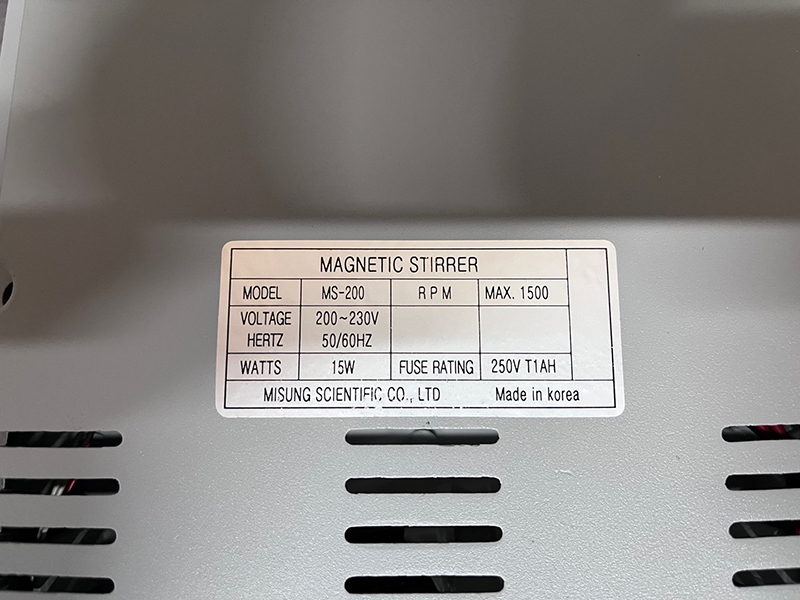 MAGNETIC STIRRER
MODEL MS-200 RPM MAX. 1500
VOLTAGE 200~230V
HERTZ 50/60HZ
WATTS 15W FUSE RATING 250V T1AH
MISUNG SCIENTIFIC CO., LTD Made in korea